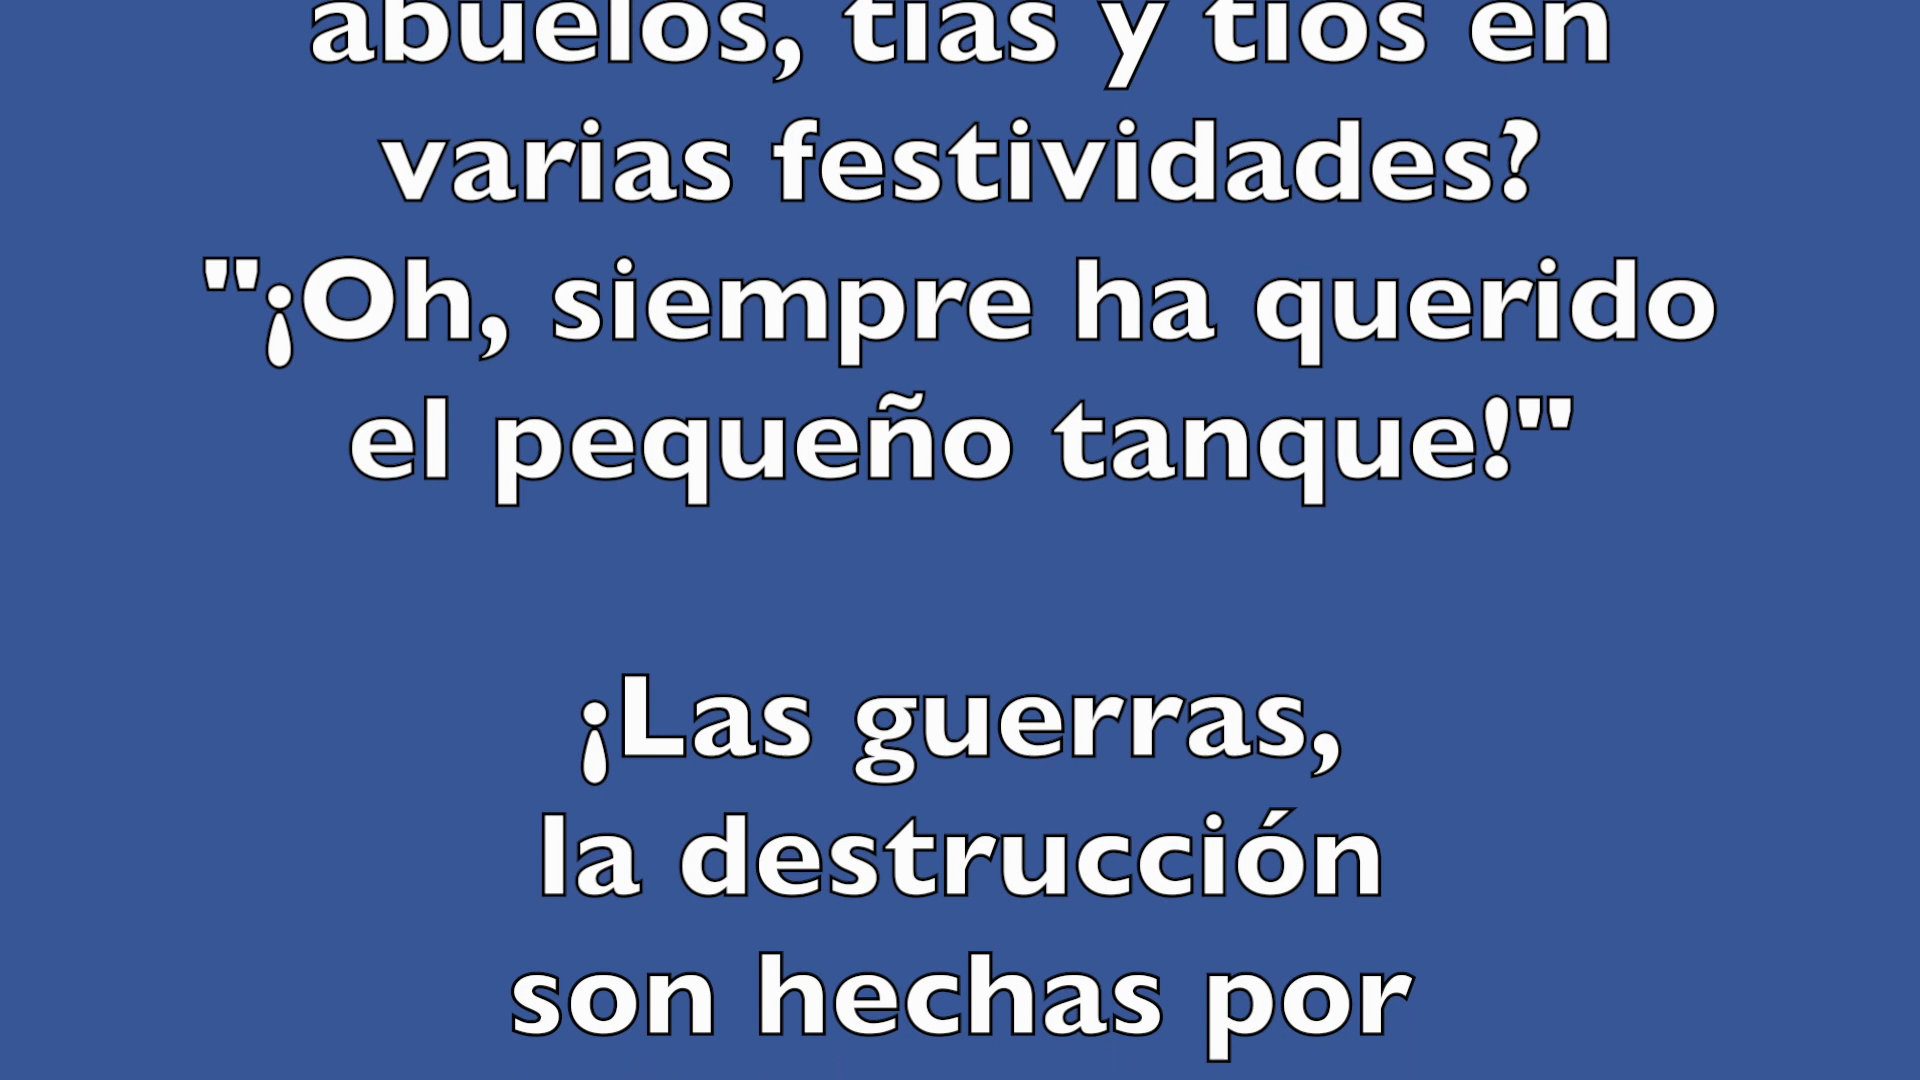 abuelos, tías y tíos en
varias festividades?
"¡Oh, siempre ha querido
el pequeño tanque!"
¡Las guerras,
la destrucción
son hechas por